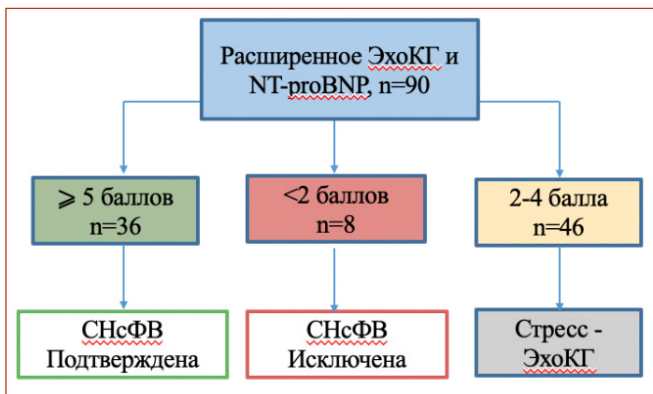 Расширенное ЭхоКГ и
NT-proBNP, n=90
⩾ 5 баллов
n=36
<2 баллов
n=8
2-4 балла
n=46
СНсФВ
Подтверждена
СНсФВ
Исключена
Стресс -
ЭхоКГ